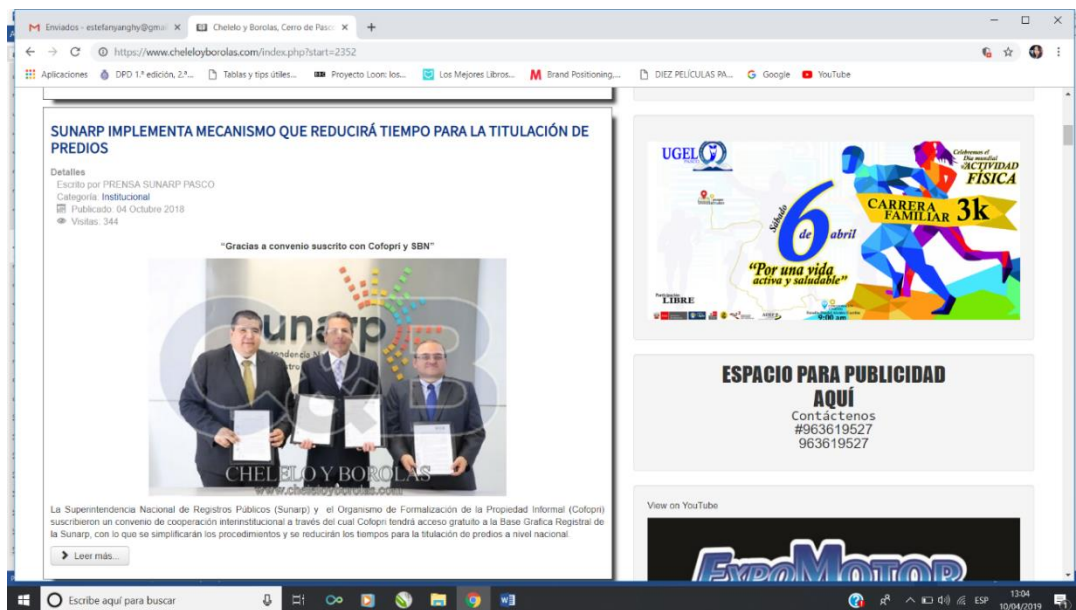 Enviados - estefanyanghy@gmai
Chelelo y Borolas, Cerro de Pasc
https://www.cheleloyborolas.com/index.php?start=2352
Aplicaciones
DPD 1.ª edición, 2.ª...
Tablas y tips útiles...
Proyecto Loon: los...
Los Mejores Libros...
Brand Positioning,...
DIEZ PELÍCULAS PA...
Google
YouTube
SUNARP IMPLEMENTA MECANISMO QUE REDUCIRÁ TIEMPO PARA LA TITULACIÓN DE
PREDIOS
Detalles
Escrito por PRENSA SUNARP PASCO
Categoría: Institucional
Publicado: 04 Octubre 2018
Visitas: 344
“Gracias a convenio suscrito con Cofopri y SBN”
C&B
sunarp
CHELELO Y BOROLAS
www.cheleloyborolas.com
La Superintendencia Nacional de Registros Públicos (Sunarp) y el Organismo de Formalización de la Propiedad Informal (Cofopri)
suscribieron un convenio de cooperación interinstitucional a través del cual Cofopri tendrá acceso gratuito a la Base Grafica Registral de
la Sunarp, con lo que se simplificarán los procedimientos y se reducirán los tiempos para la titulación de predios a nivel nacional.
Leer más...
UGEL
Celebremos el
Día mundial
ACTIVIDAD
FÍSICA
CARRERA
FAMILIAR 3k
Sábado
6
de abril
“Por una vida
activa y saludable”
LIBRE
9:00 am
ESPACIO PARA PUBLICIDAD
AQUÍ
Contáctenos
#963619527
963619527
View on YouTube
EXPOMOTOR
Escribe aquí para buscar
ESP
13:04
10/04/2019